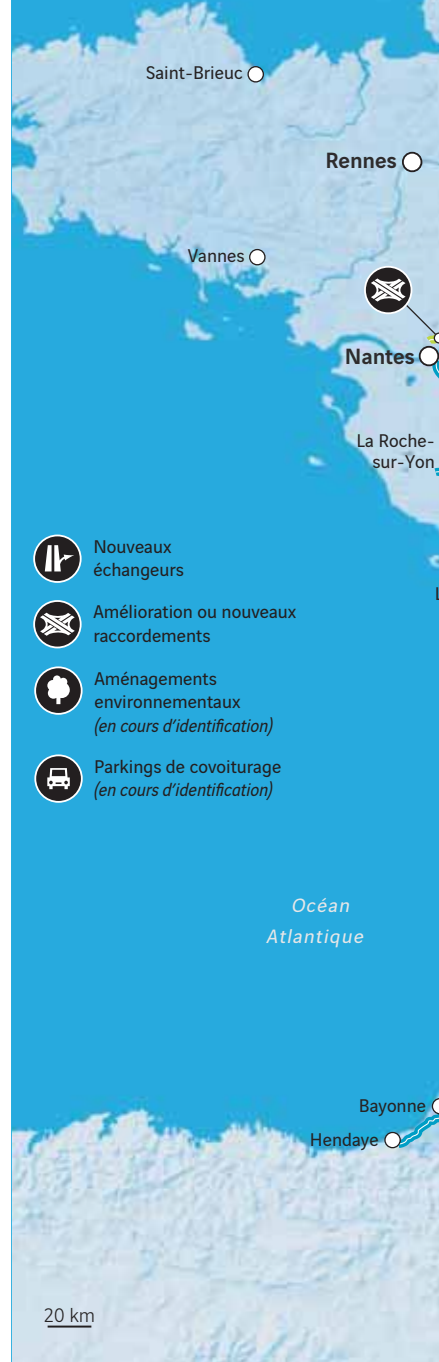 Saint-Brieuc
Rennes
Vannes
Nantes
La Roche-
sur-Yon
Nouveaux
échangeurs
L
Amélioration ou nouveaux
raccordements
Aménagements
environnementaux
(en cours d’identification)
Parkings de covoiturage
(en cours d’identification)
Océan
Atlantique
Bayonne
Hendaye
20 km